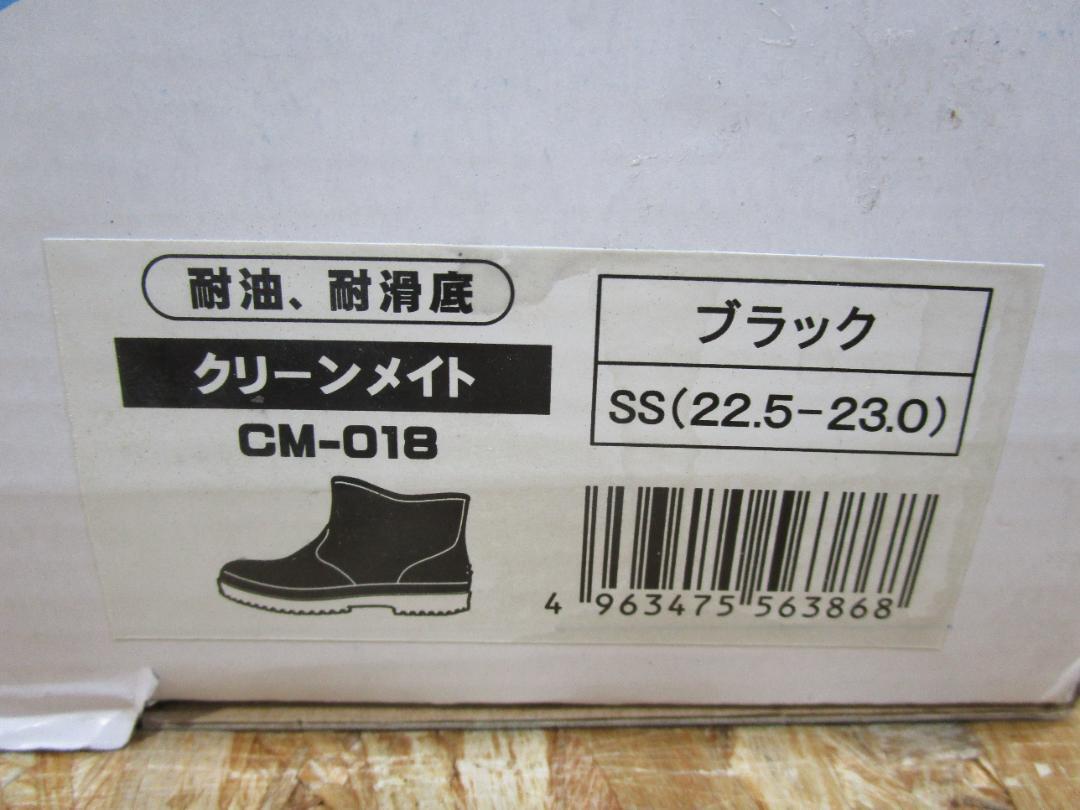 耐油、耐滑底
クリーンメイト
CM-018
ブラック
SS(22.5-23.0)
4 963475 563868